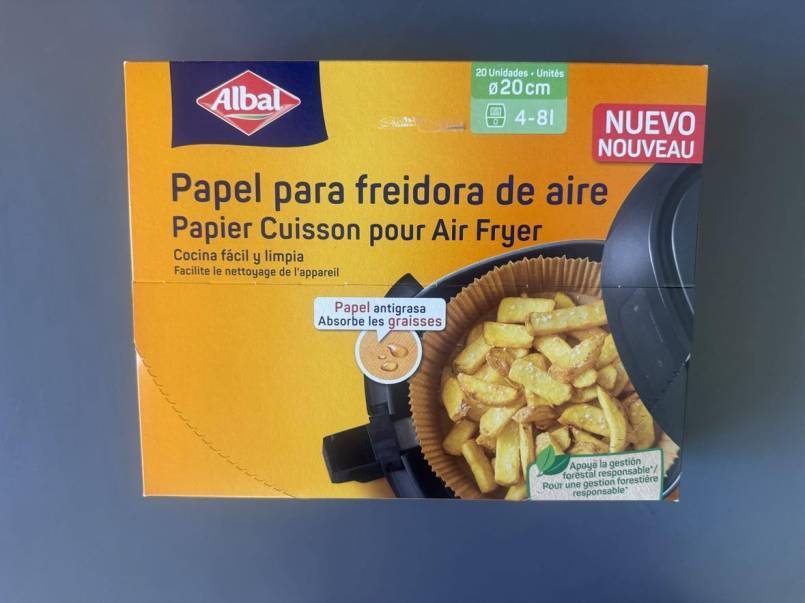 Albal
20 Unidades • Unités
ø20cm
4-8l
NUEVO
NOUVEAU
Papel para freidora de aire
Papier Cuisson pour Air Fryer
Cocina fácil y limpia
Facilite le nettoyage de l'appareil
Papel antigrasa
Absorbe les graisses
Apoya la gestión
forestal responsable*/
Pour une gestion forestière
responsable*